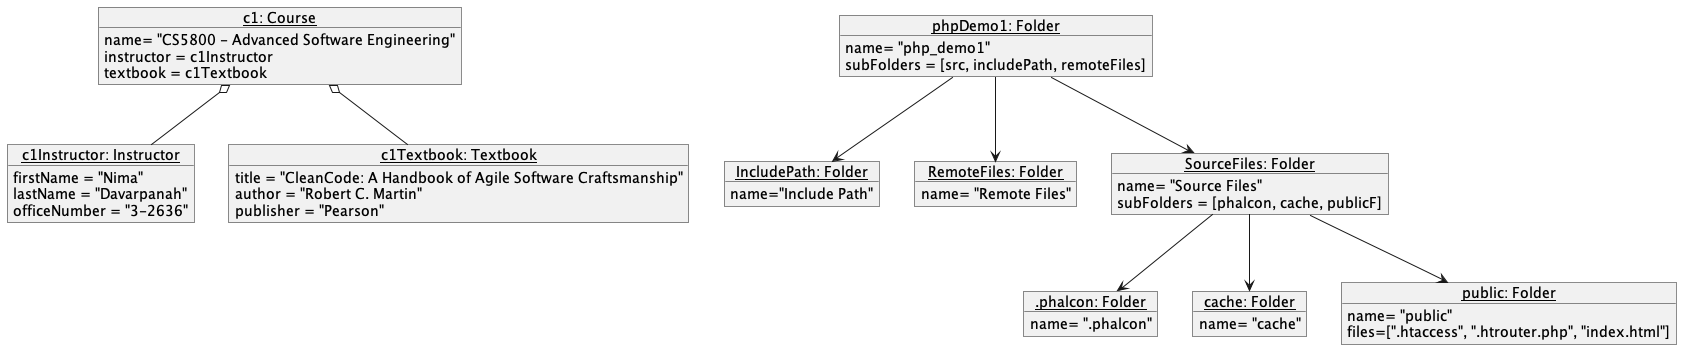 c1: Course
name= "CS5800 – Advanced Software Engineering"
instructor = c1Instructor
textbook = c1Textbook
c1Instructor: Instructor
firstName = "Nima"
lastName = "Davarpanah"
officeNumber = "3-2636"
c1Textbook: Textbook
title = "CleanCode: A Handbook of Agile Software Craftsmanship"
author = "Robert C. Martin"
publisher = "Pearson"
phpDemo1: Folder
name= "php_demo1"
subFolders = [src, includePath, remoteFiles]
IncludePath: Folder
name="Include Path"
RemoteFiles: Folder
name= "Remote Files"
SourceFiles: Folder
name= "Source Files"
subFolders = [phalcon, cache, publicF]
.phalcon: Folder
name= ".phalcon"
cache: Folder
name= "cache"
public: Folder
name= "public"
files=[".htaccess", ".htrouter.php", "index.html"]